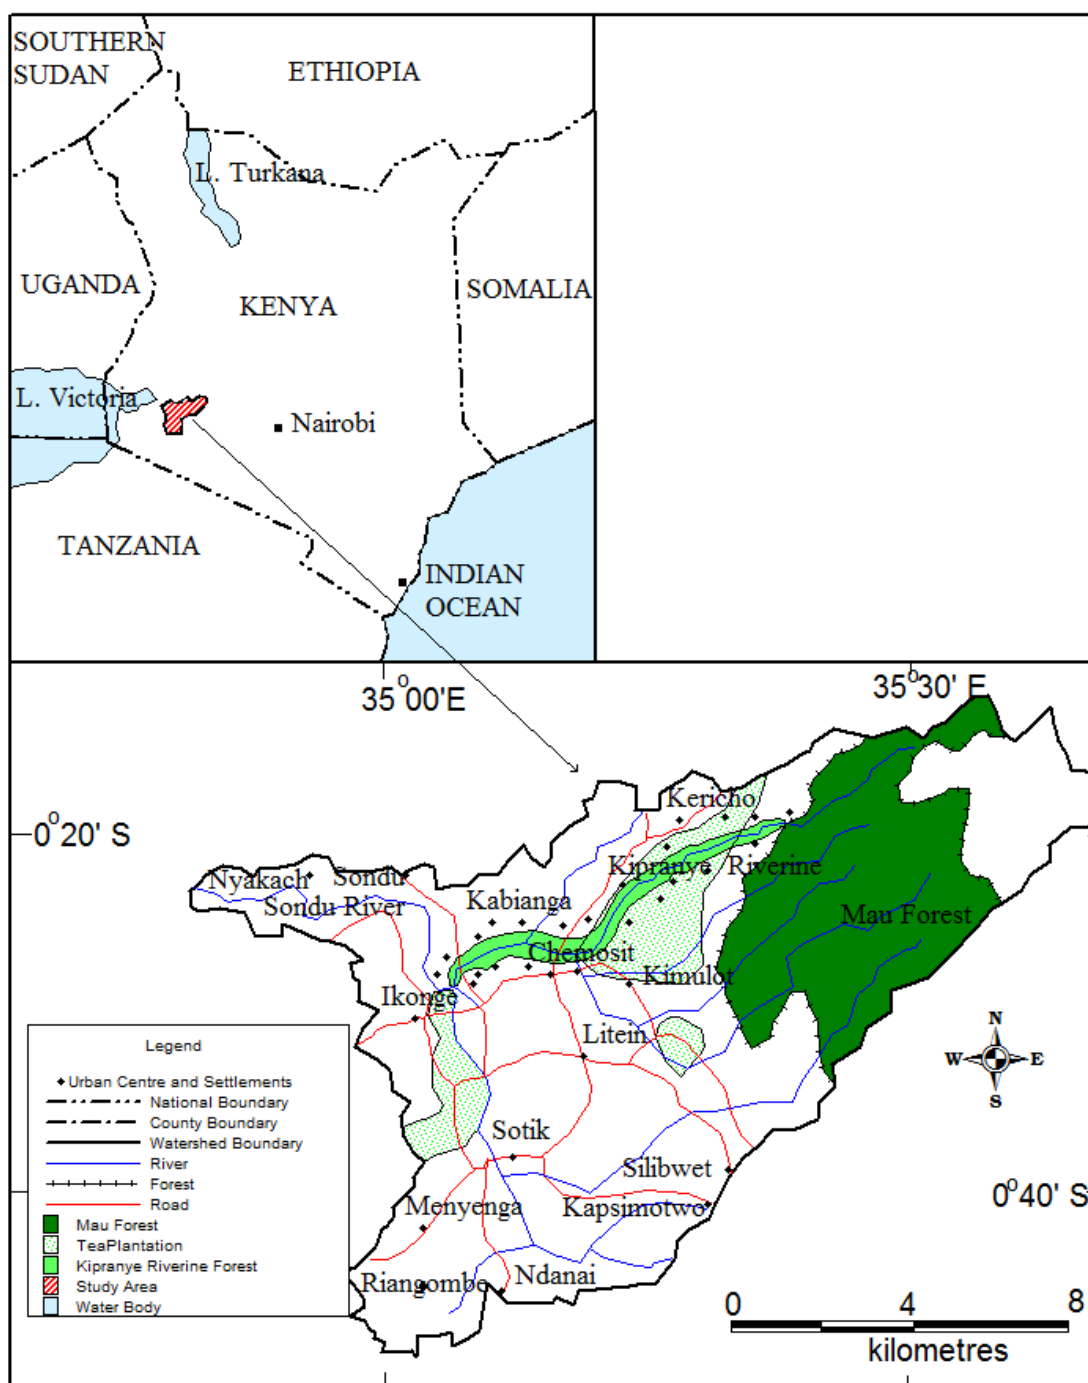 SOUTHERN
SUDAN
ETHIOPIA
L. Turkana
UGANDA
KENYA
SOMALIA
L. Victoria
Nairobi
TANZANIA
INDIAN
OCEAN
35°00'E
35°30' E
0°20' S
Kericho
Nyakach
Sondu
Kipranye
Riverine
Sondu River
Kabianga
Mau Forest
Chemosit
Kimulot
Ikonge
Litein
Legend
Urban Centre and Settlements
National Boundary
County Boundary
Watershed Boundary
River
Forest
Road
Mau Forest
TeaPlantation
Kipranye Riverine Forest
Study Area
Water Body
N
W E
S
Sotik
Silibwet
0°40' S
Menyenga
Kapsimotwo
Riangombe
Ndanai
0 4 8
kilometres